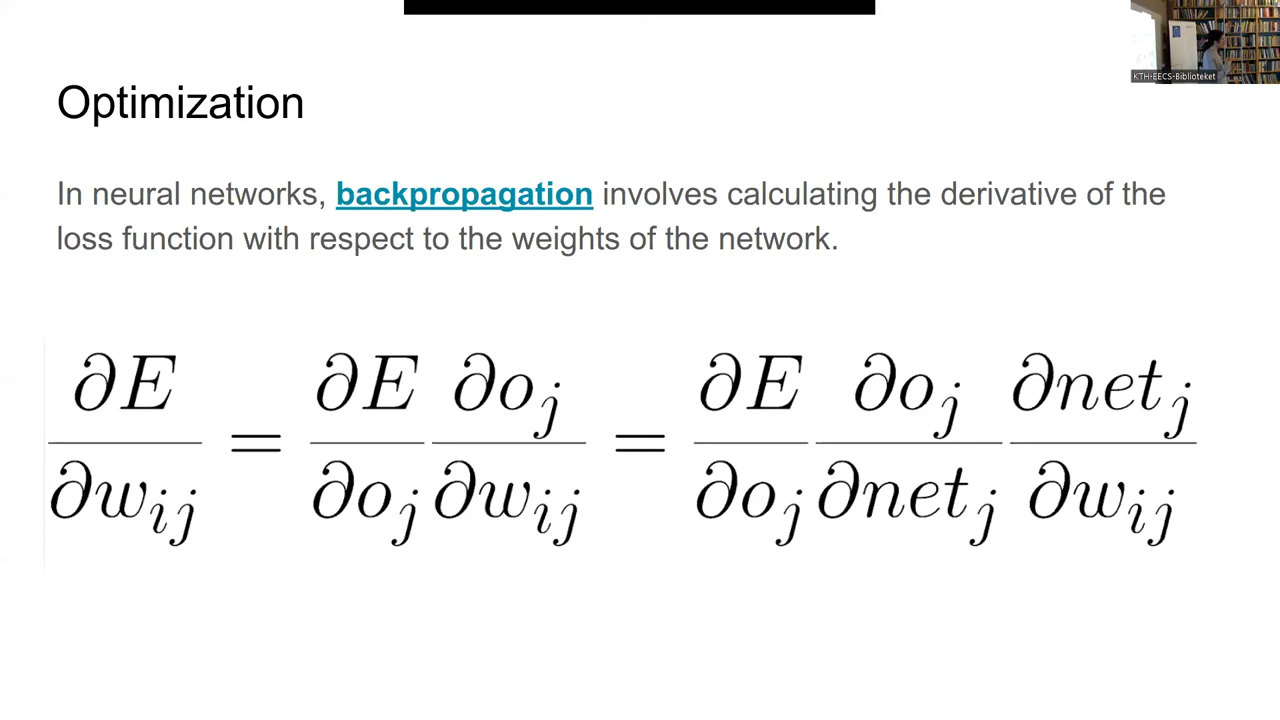 KTH-EECS-Biblioteket
Optimization
In neural networks, backpropagation involves calculating the derivative of the
loss function with respect to the weights of the network.
∂E/∂w_ij = ∂E/∂o_j ∂o_j/∂w_ij = ∂E/∂o_j ∂o_j/∂net_j ∂net_j/∂w_ij